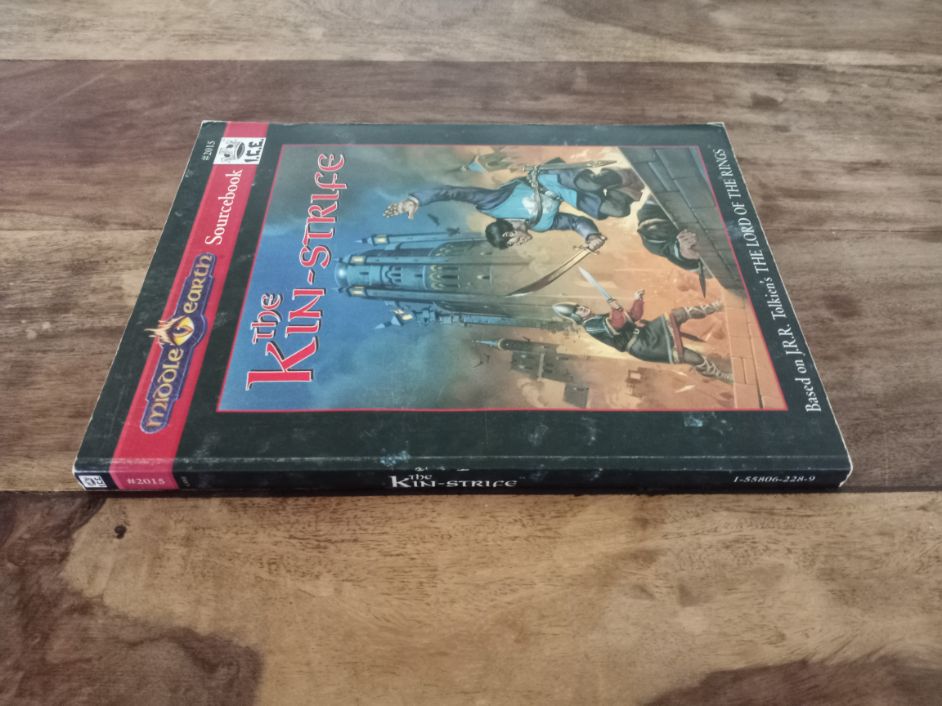 #2015
I.C.E.
MIDDLE EARTH
Sourcebook
the
KIN-STRIFE
Based on J.R.R. Tolkien's THE LORD OF THE RINGS
#2015
the
KIN-STRIFE
1-55806-228-9